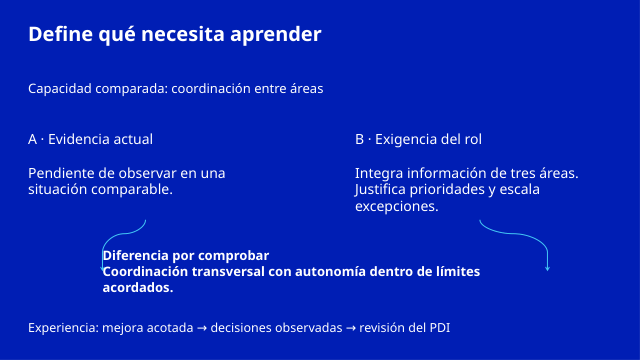 Define qué necesita aprender
Capacidad comparada: coordinación entre áreas
A · Evidencia actual
Pendiente de observar en una
situación comparable.
B · Exigencia del rol
Integra información de tres áreas.
Justifica prioridades y escala
excepciones.
Diferencia por comprobar
Coordinación transversal con autonomía dentro de límites
acordados.
Experiencia: mejora acotada → decisiones observadas → revisión del PDI